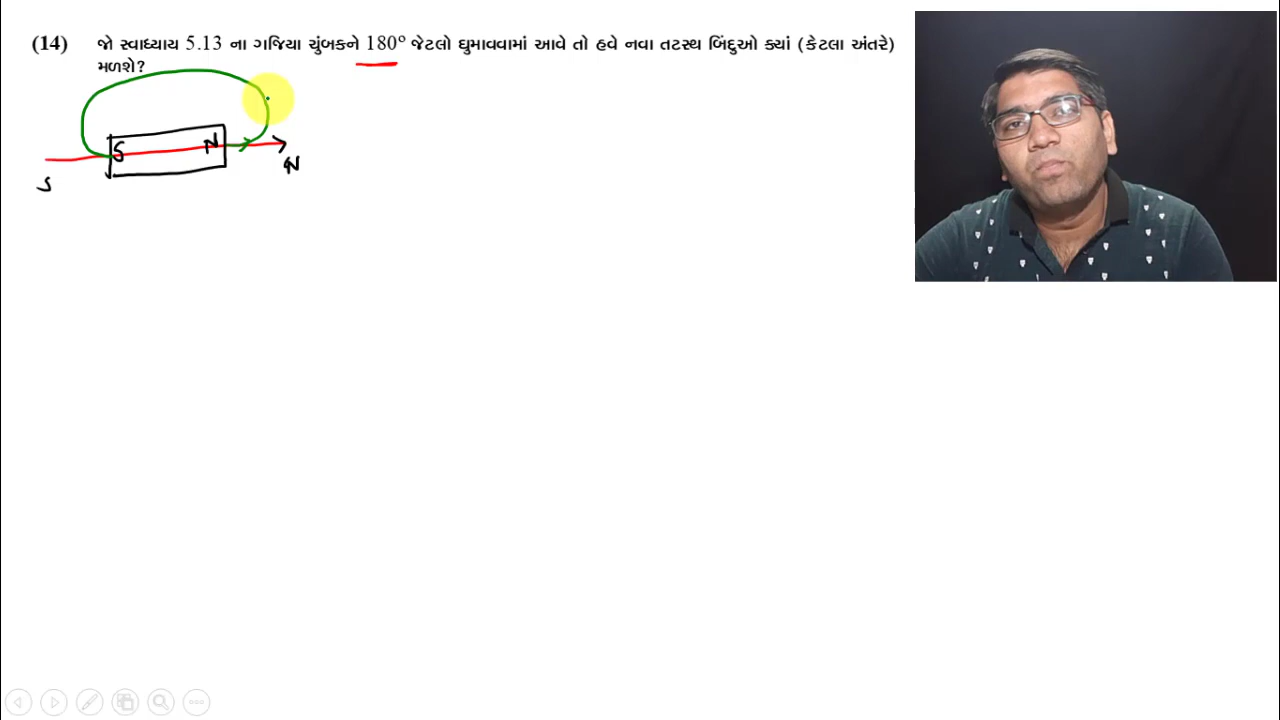 (14) જો સ્વાધ્યાય 5.13 ના ગજિયા ચુંબકને 180° જેટલો ઘુમાવવામાં આવે તો હવે નવા તટસ્થ બિંદુઓ ક્યાં (કેટલા અંતરે)
મળશે?
S N
S N